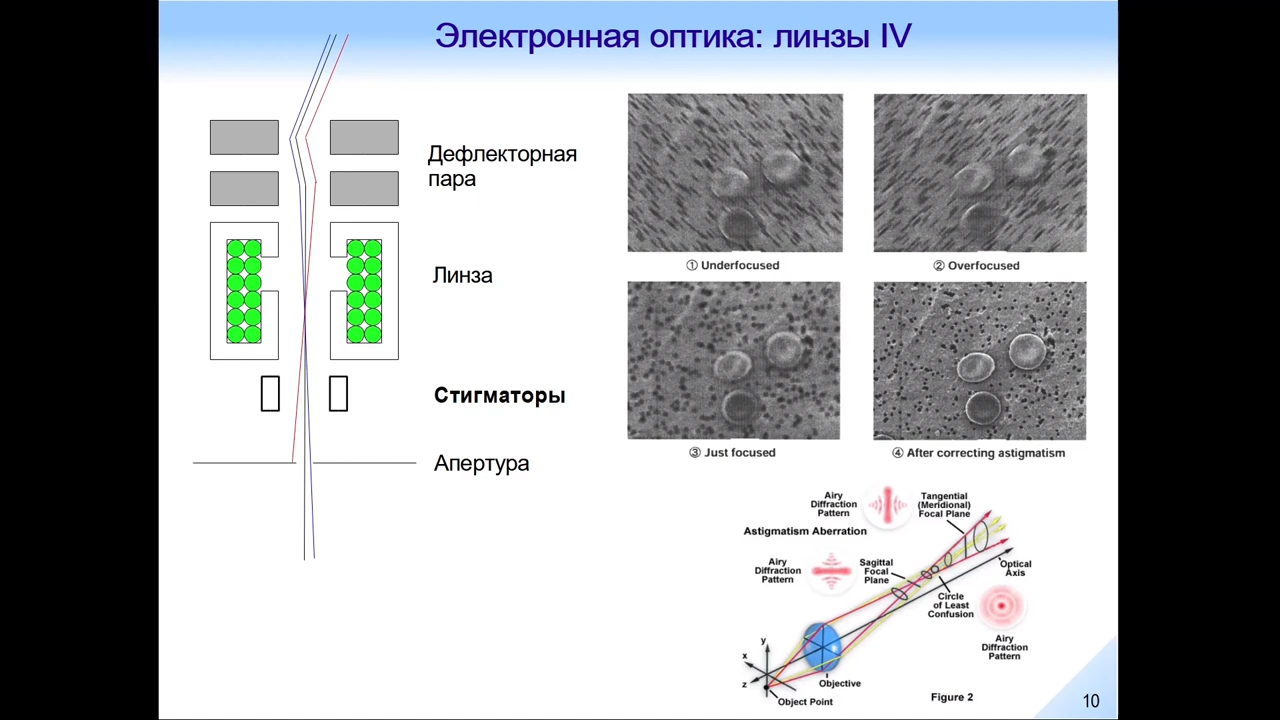 Электронная оптика: линзы IV
Дефлекторная
пара
Линза
Стигматоры
Апертура
① Underfocused
② Overfocused
③ Just focused
④ After correcting astigmatism
Airy
Diffraction
Pattern
Tangential
(Meridional)
Focal Plane
Astigmatism Aberration
Airy
Diffraction
Pattern
Sagittal
Focal
Plane
Optical
Axis
Circle
of Least
Confusion
Airy
Diffraction
Pattern
y
x
z
Objective
Object Point
Figure 2
10